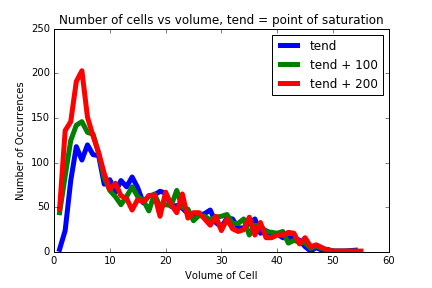 Number of cells vs volume, tend = point of saturation
250
200
150
100
50
0
Number of Occurrences
tend
tend + 100
tend + 200
0 10 20 30 40 50 60
Volume of Cell